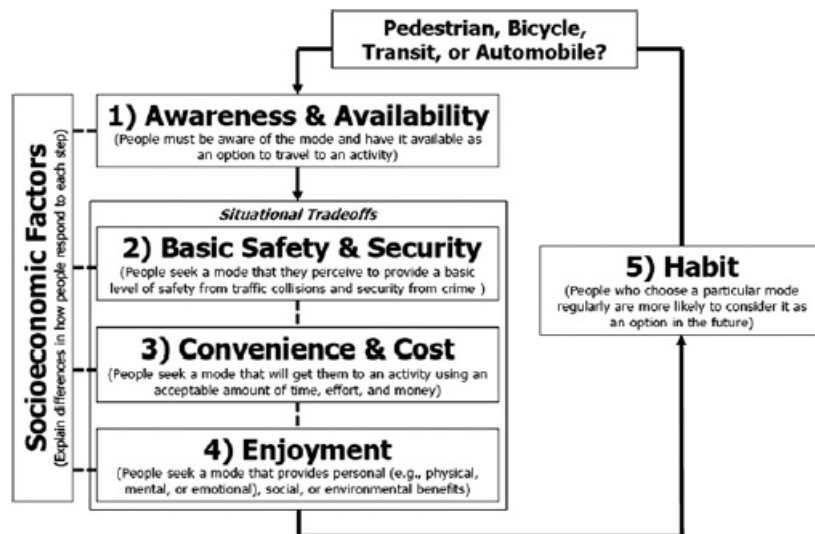 Pedestrian, Bicycle,
Transit, or Automobile?
Socioeconomic Factors
(Explain differences in how people respond to each step)
1) Awareness & Availability
(People must be aware of the mode and have it available as
an option to travel to an activity)
Situational Tradeoffs
2) Basic Safety & Security
(People seek a mode that they perceive to provide a basic
level of safety from traffic collisions and security from crime )
3) Convenience & Cost
(People seek a mode that will get them to an activity using an
acceptable amount of time, effort, and money)
4) Enjoyment
(People seek a mode that provides personal (e.g., physical,
mental, or emotional), social, or environmental benefits)
5) Habit
(People who choose a particular mode
regularly are more likely to consider it as
an option in the future)